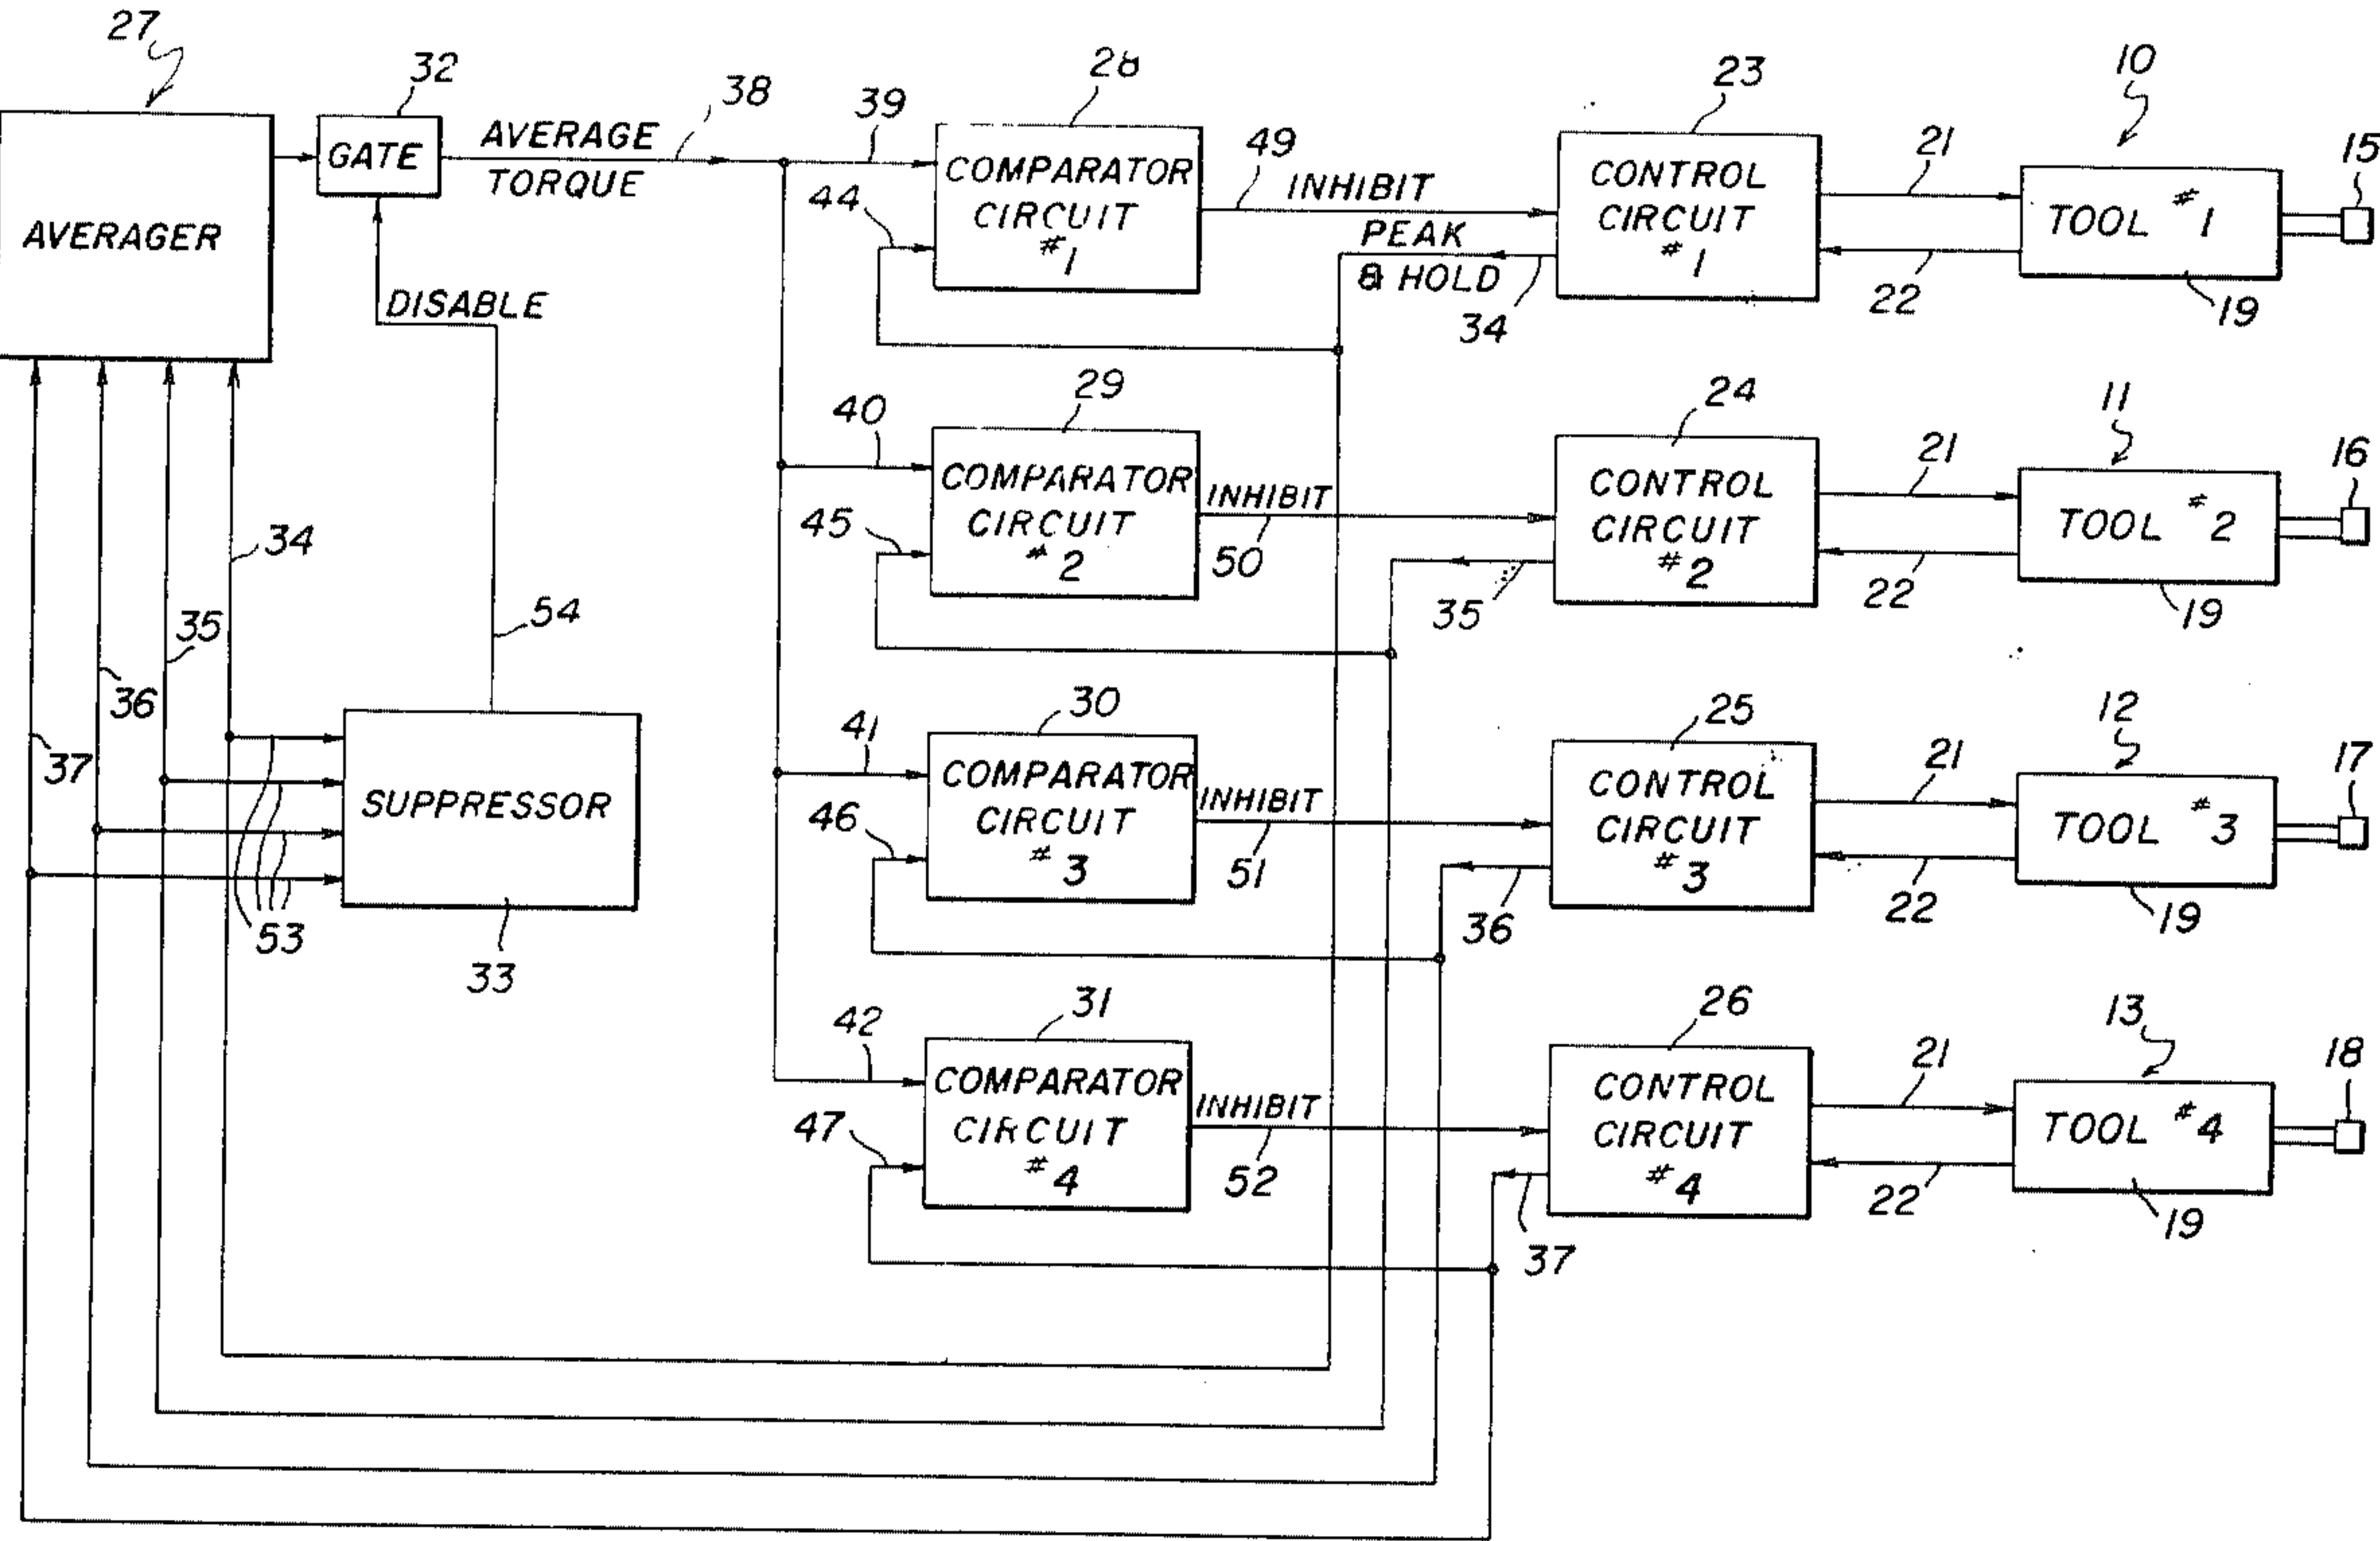 27
32
AVERAGER
GATE
AVERAGE
TORQUE
38
DISABLE
54
34
35
36
37
SUPPRESSOR
53
33
39
28
44
COMPARATOR
CIRCUIT
#1
49
INHIBIT
PEAK
& HOLD
34
23
CONTROL
CIRCUIT
#1
21
22
10
TOOL #1
19
15
40
29
45
COMPARATOR
CIRCUIT
#2
INHIBIT
50
35
24
CONTROL
CIRCUIT
#2
21
22
11
TOOL #2
19
16
41
30
46
COMPARATOR
CIRCUIT
#3
INHIBIT
51
36
25
CONTROL
CIRCUIT
#3
21
22
12
TOOL #3
19
17
42
31
47
COMPARATOR
CIRCUIT
#4
INHIBIT
52
37
26
CONTROL
CIRCUIT
#4
21
22
13
TOOL #4
19
18